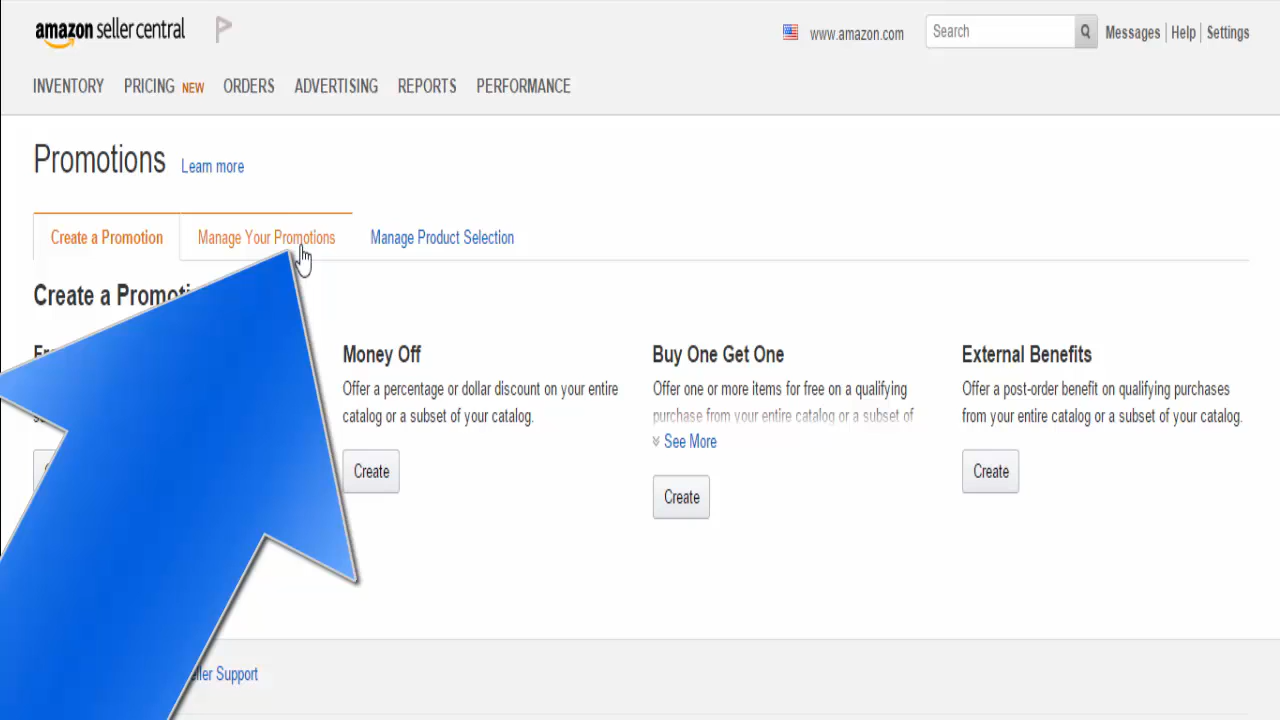 amazon seller central
www.amazon.com
Search
Messages | Help | Settings
INVENTORY PRICING NEW ORDERS ADVERTISING REPORTS PERFORMANCE
Promotions Learn more
Create a Promotion Manage Your Promotions Manage Product Selection
Create a
Money Off
Offer a percentage or dollar discount on your entire
catalog or a subset of your catalog.
Create
Buy One Get One
Offer one or more items for free on a qualifying
purchase from your entire catalog or a subset of
See More
Create
External Benefits
Offer a post-order benefit on qualifying purchases
from your entire catalog or a subset of your catalog.
Create
Support